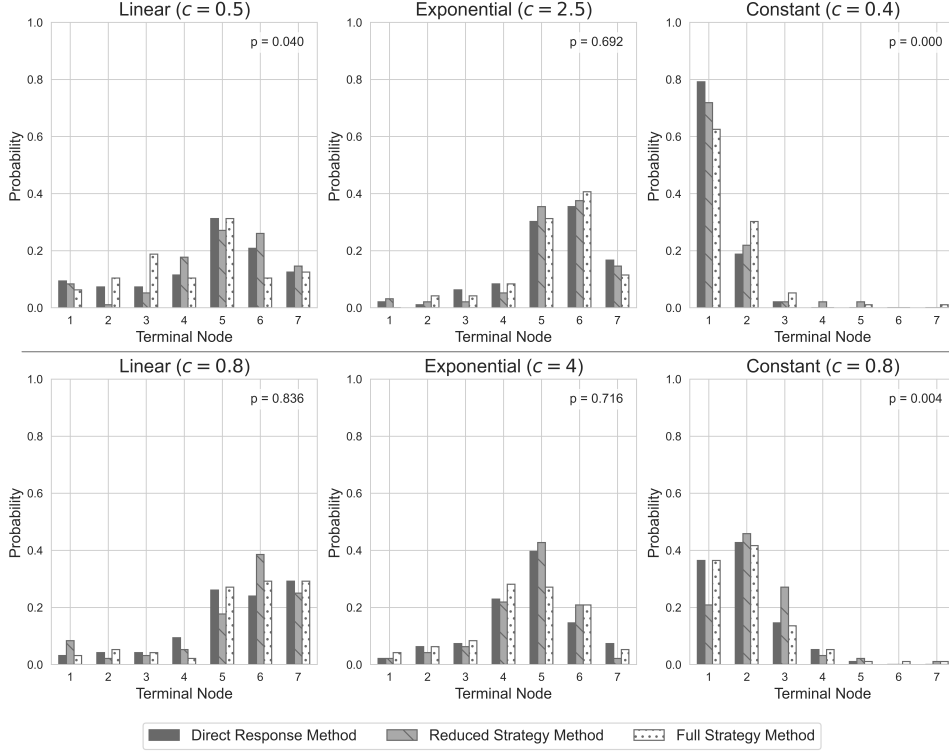 Linear (c = 0.5)
p = 0.040
Probability
1.0
0.8
0.6
0.4
0.2
0.0
1 2 3 4 5 6 7
Terminal Node
Exponential (c = 2.5)
p = 0.692
Probability
1.0
0.8
0.6
0.4
0.2
0.0
1 2 3 4 5 6 7
Terminal Node
Constant (c = 0.4)
p = 0.000
Probability
1.0
0.8
0.6
0.4
0.2
0.0
1 2 3 4 5 6 7
Terminal Node
Linear (c = 0.8)
p = 0.836
Probability
1.0
0.8
0.6
0.4
0.2
0.0
1 2 3 4 5 6 7
Terminal Node
Exponential (c = 4)
p = 0.716
Probability
1.0
0.8
0.6
0.4
0.2
0.0
1 2 3 4 5 6 7
Terminal Node
Constant (c = 0.8)
p = 0.004
Probability
1.0
0.8
0.6
0.4
0.2
0.0
1 2 3 4 5 6 7
Terminal Node
Direct Response Method Reduced Strategy Method Full Strategy Method